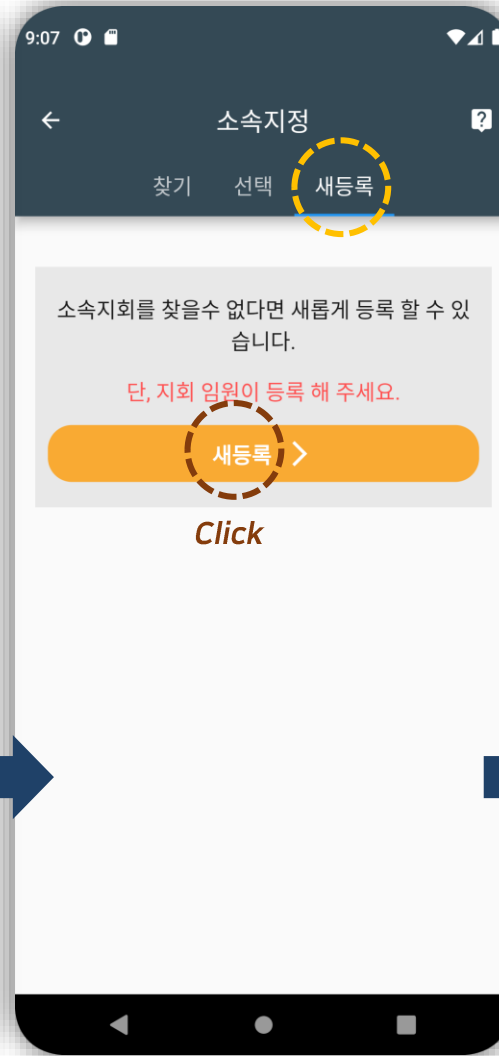 9:07
소속지정
찾기 선택 새등록
소속지회를 찾을수 없다면 새롭게 등록 할 수 있
습니다.
단, 지회 임원이 등록 해 주세요.
새등록
Click